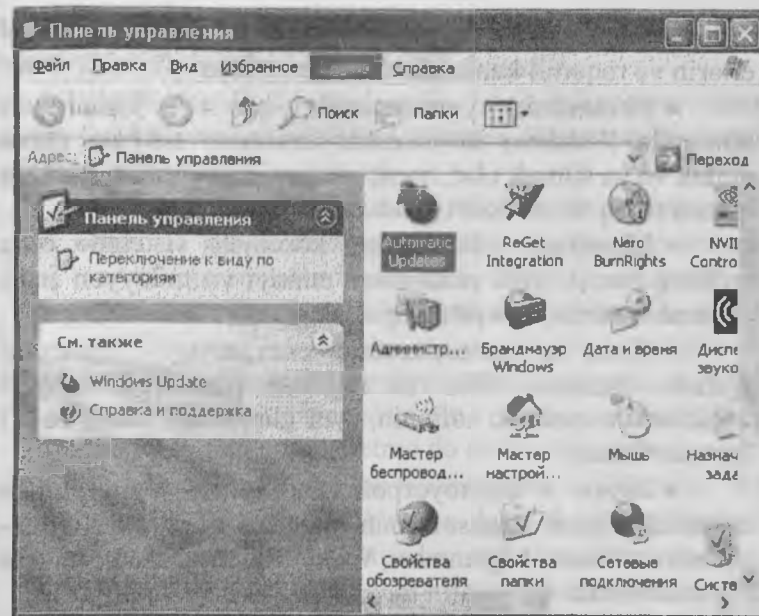 Панель управления
Файл Правка Вид Избранное Справка
Поиск Папки
Адрес: Панель управления Переход
Панель управления
Переключение к виду по
категориям
См. также
Windows Update
Справка и поддержка
Automatic
Updates
ReGet
Integration
Nero
BurnRights
NVII
Contro
Администр...
Брандмауэр
Windows
Дата и время
Диспе
звуко
Мастер
беспровод...
Мастер
настрой...
Мышь
Назнач
зада
Свойства
обозревателя
Свойства
папки
Сетевые
подключения
Систе